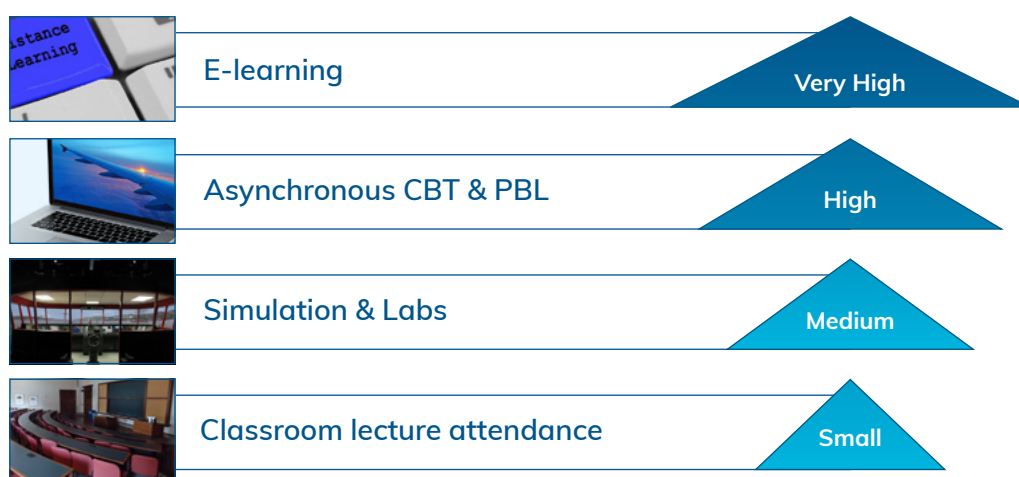 istance
earning
E-learning
Very High
Asynchronous CBT & PBL
High
Simulation & Labs
Medium
Classroom lecture attendance
Small